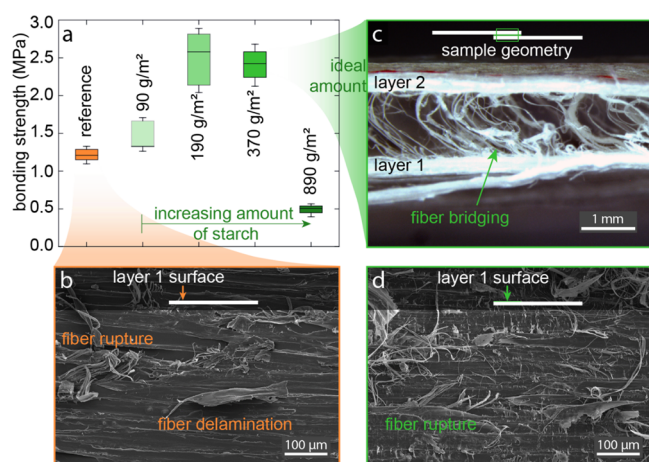 a
bonding strength (MPa)
3.0
2.5
2.0
1.5
1.0
0.5
0.0
reference
90 g/m²
190 g/m²
370 g/m²
890 g/m²
increasing amount
of starch
ideal
amount
c
sample geometry
layer 2
layer 1
fiber bridging
1 mm
b
layer 1 surface
fiber rupture
fiber delamination
100 µm
d
layer 1 surface
fiber rupture
100 µm